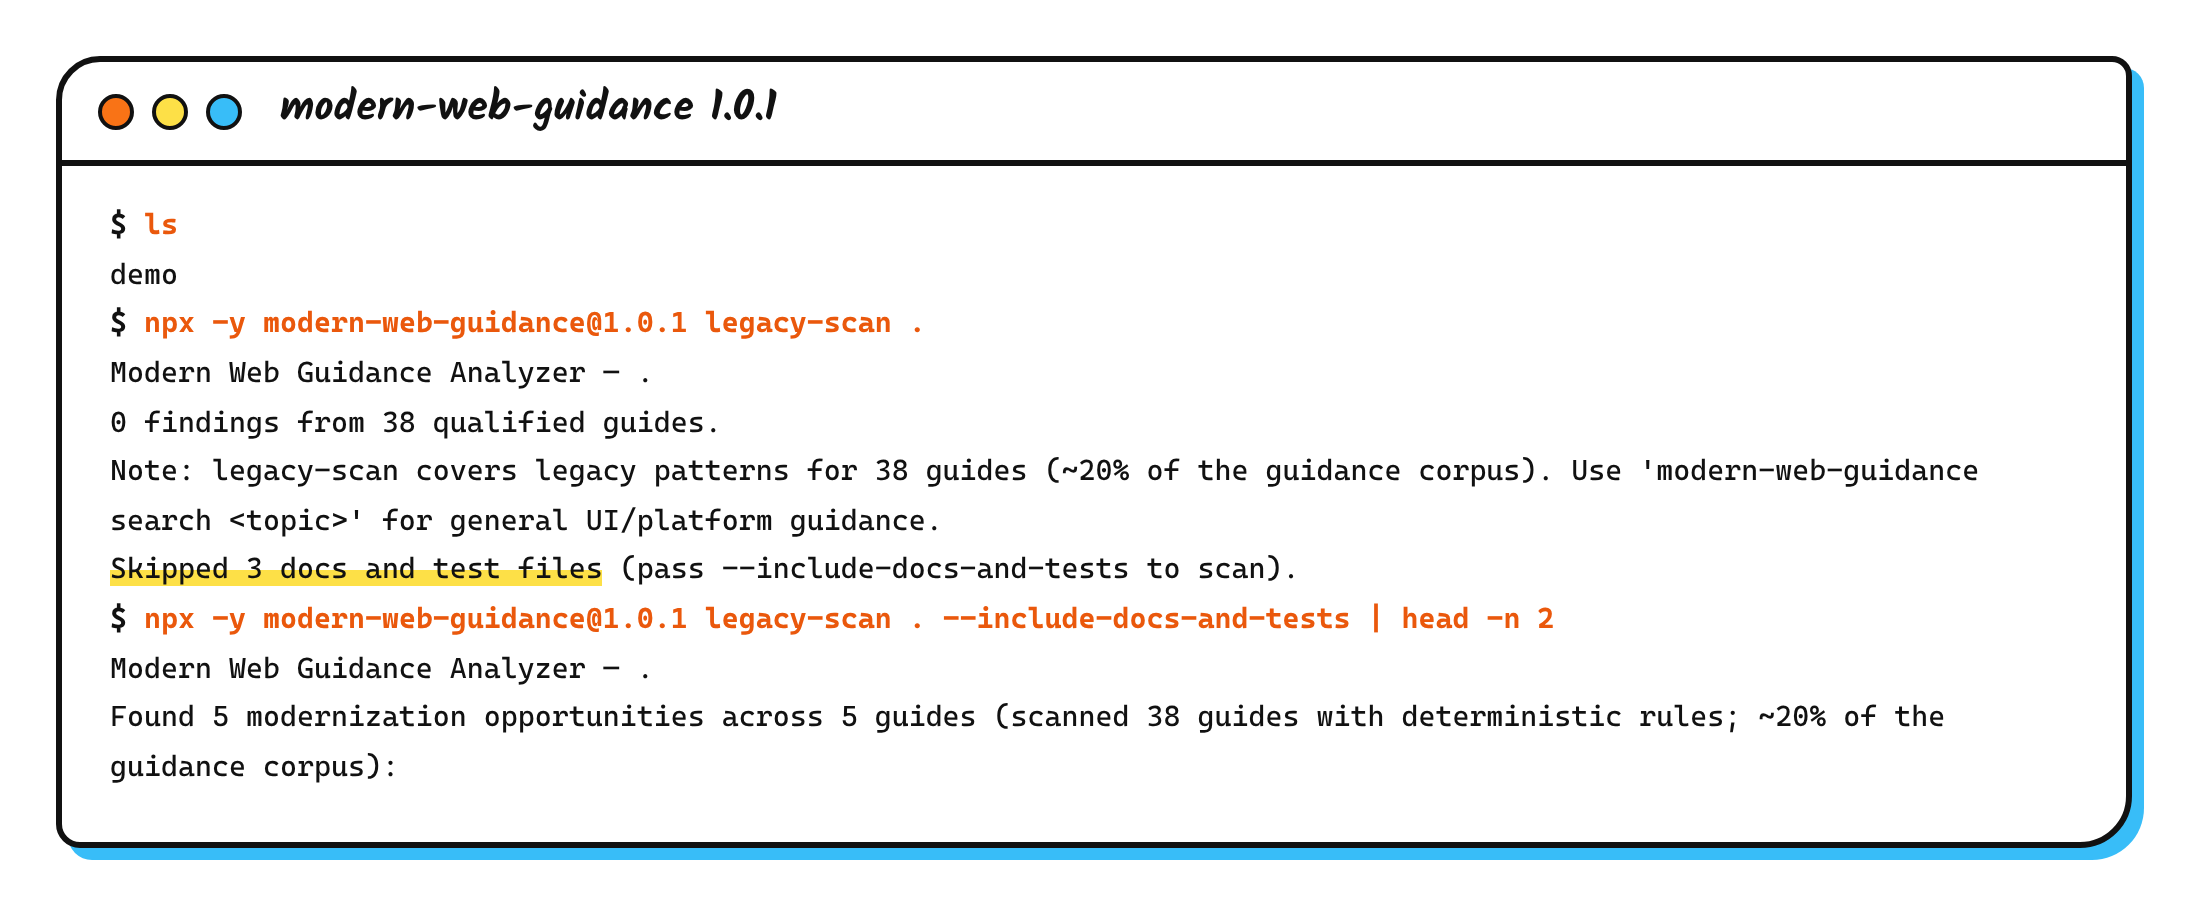 modern-web-guidance 1.0.1
$ ls
demo
$ npx -y modern-web-guidance@1.0.1 legacy-scan .
Modern Web Guidance Analyzer — .
0 findings from 38 qualified guides.
Note: legacy-scan covers legacy patterns for 38 guides (~20% of the guidance corpus). Use 'modern-web-guidance
search <topic>' for general UI/platform guidance.
Skipped 3 docs and test files (pass --include-docs-and-tests to scan).
$ npx -y modern-web-guidance@1.0.1 legacy-scan . --include-docs-and-tests | head -n 2
Modern Web Guidance Analyzer — .
Found 5 modernization opportunities across 5 guides (scanned 38 guides with deterministic rules; ~20% of the
guidance corpus):